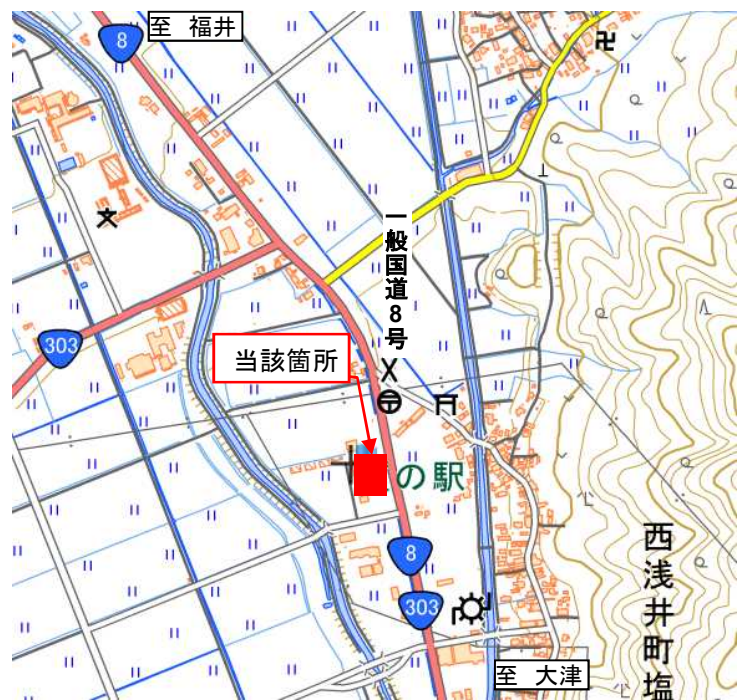 8
至 福井
一般国道8号
303
当該箇所
の駅
8
303
西浅井町塩
至 大津